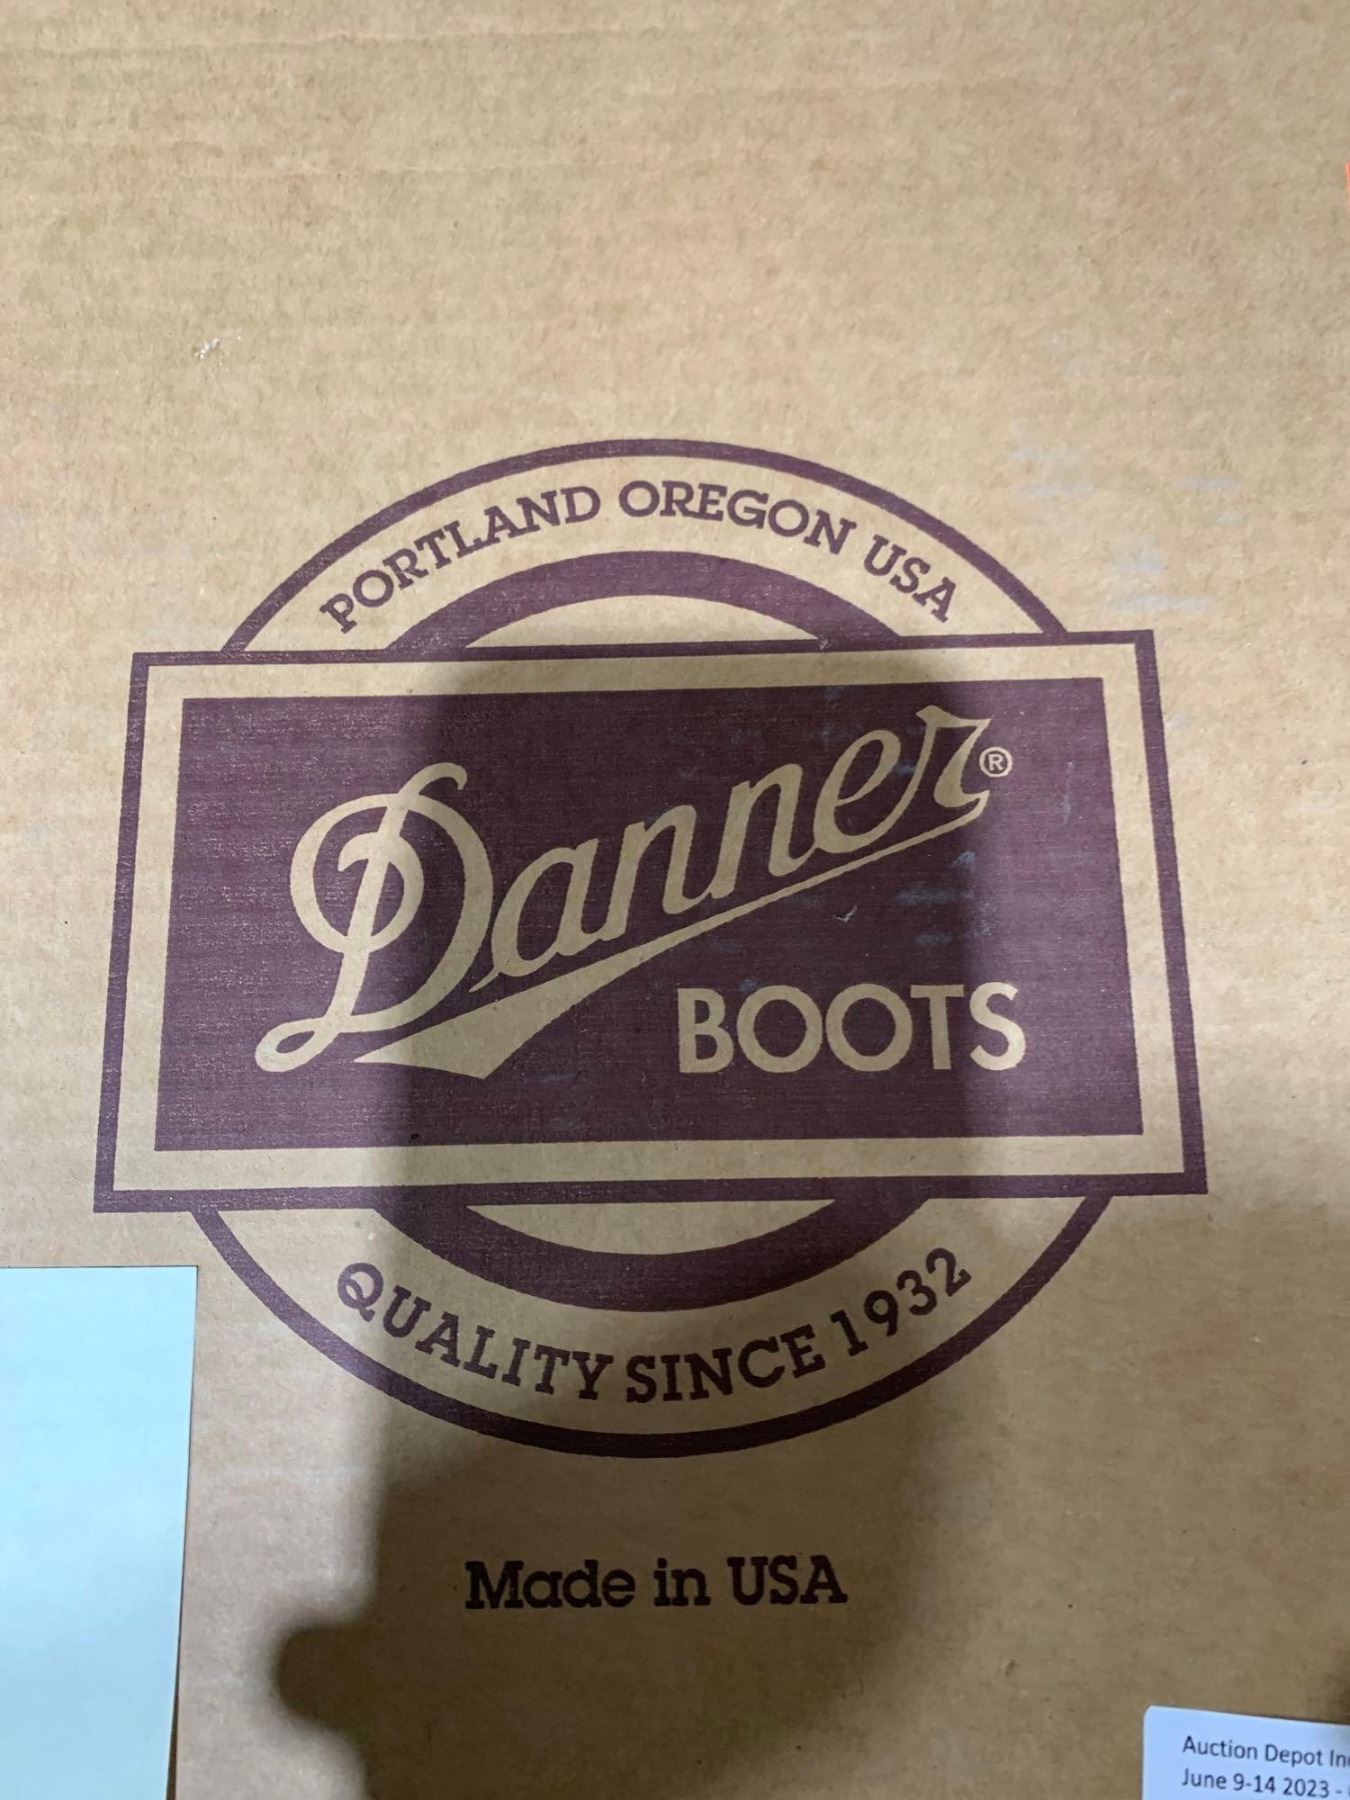 PORTLAND OREGON USA
Danner®
BOOTS
QUALITY SINCE 1932
Made in USA
Auction Depot
June 9-14 2023 -